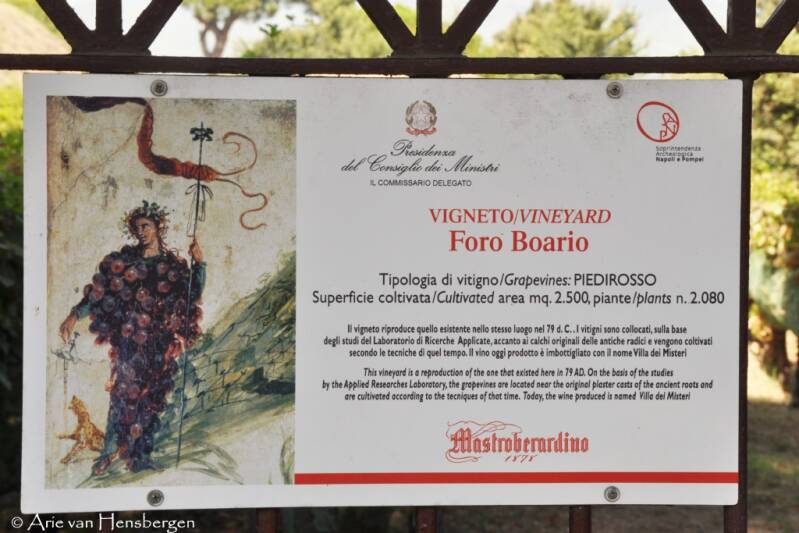 Presidenza
del Consiglio dei Ministri
IL COMMISSARIO DELEGATO
Soprintendenza
Archeologica
Napoli e Pompei
VIGNETO/VINEYARD
Foro Boario
Tipologia di vitigno/Grapevines: PIEDIROSSO
Superficie coltivata/Cultivated area mq. 2.500, piante/plants n. 2.080
Il vigneto riproduce quello esistente nello stesso luogo nel 79 d. C.. I vitigni sono collocati, sulla base
degli studi del Laboratorio di Ricerche Applicate, accanto ai calchi originali delle antiche radici e vengono coltivati
secondo le tecniche di quel tempo. Il vino oggi prodotto è imbottigliato con il nome Villa dei Misteri
This vineyard is a reproduction of the one that existed here in 79 AD. On the basis of the studies
by the Applied Researches Laboratory, the grapevines are located near the original plaster casts of the ancient roots and
are cultivated according to the tecniques of that time. Today, the wine produced is named Villa dei Misteri
Mastroberardino
1878
© Arie van Hensbergen